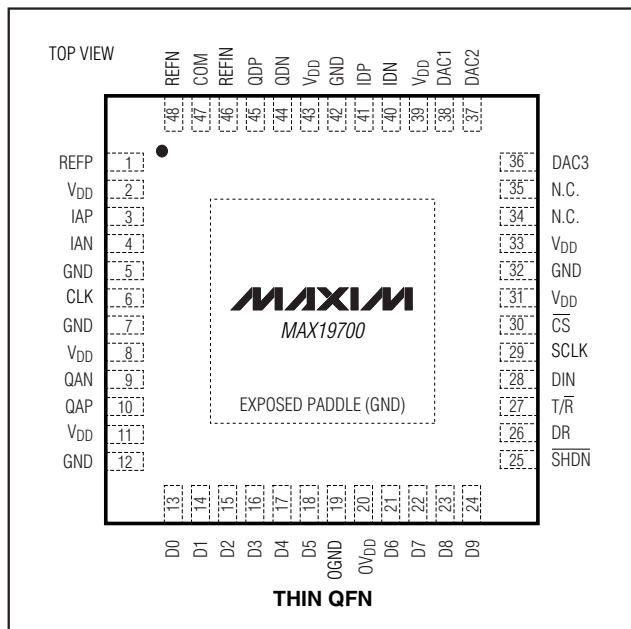 TOP VIEW
REFN
COM
REFIN
QDP
QDN
VDD
GND
IDP
IDN
VDD
DAC1
DAC2
48
47
46
45
44
43
42
41
40
39
38
37
REFP 1
VDD 2
IAP 3
IAN 4
GND 5
CLK 6
GND 7
VDD 8
QAN 9
QAP 10
VDD 11
GND 12
MAXIM
MAX19700
EXPOSED PADDLE (GND)
36 DAC3
35 N.C.
34 N.C.
33 VDD
32 GND
31 VDD
30 C̅S̅
29 SCLK
28 DIN
27 T/R̅
26 DR
25 S̅H̅D̅N̅
13
14
15
16
17
18
19
20
21
22
23
24
D0
D1
D2
D3
D4
D5
OGND
OVDD
D6
D7
D8
D9
THIN QFN